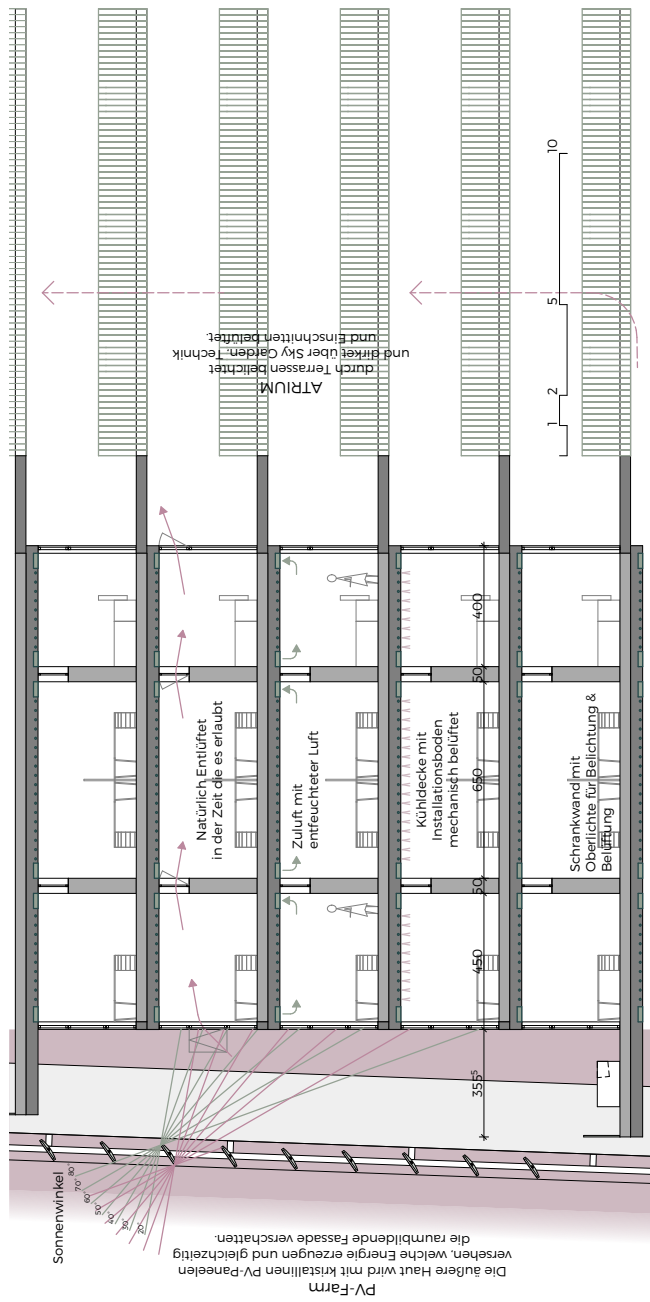 ATRIUM
durch Terrassen belichtet
und dirket über Sky Garden, Technik
und Einschnitten belüftet.
10
5
2
1
Natürlich Entlüftet
in der Zeit die es erlaubt
Zuluft mit
entfeuchteter Luft
Kühldecke mit
Installationsboden
mechanisch belüftet
Schrankwand mit
Oberlichte für Belichtung &
Belüftung
400
50
650
50
450
355⁵
Sonnenwinkel
80°
70°
60°
50°
40°
30°
20°
PV-Farm
Die äußere Haut wird mit kristallinen PV-Paneelen
versehen, welche Energie erzeugen und gleichzeitig
die raumbildende Fassade verschatten.